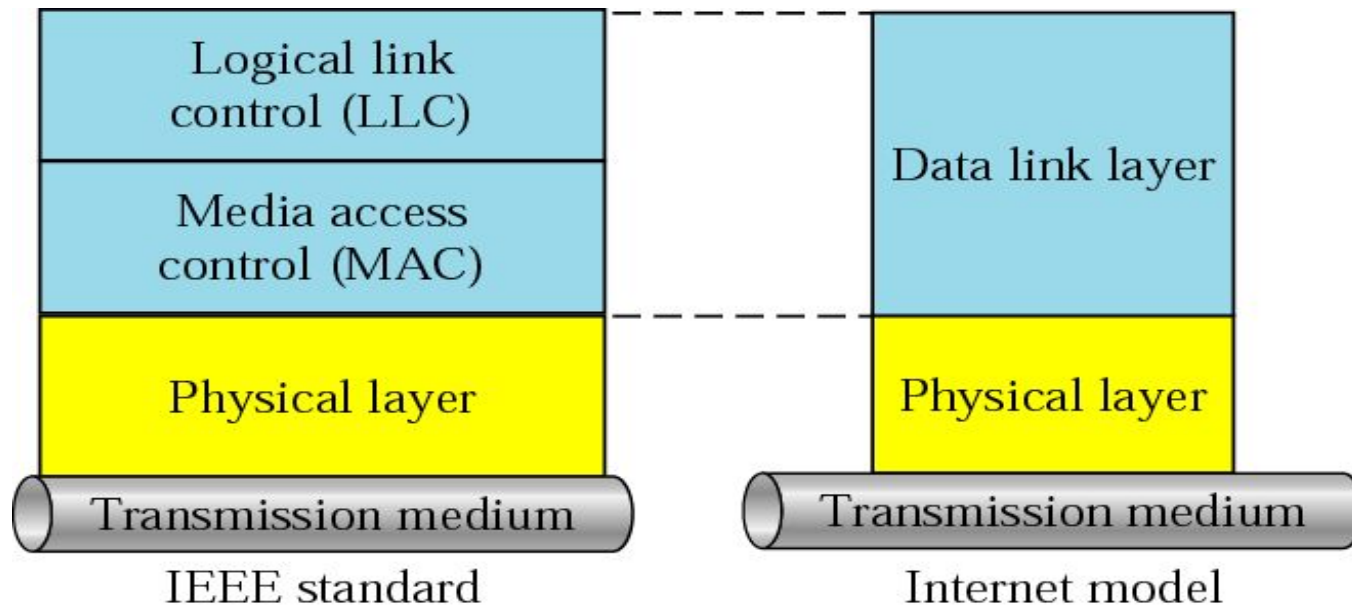 Logical link
control (LLC)
Media access
control (MAC)
Physical layer
Transmission medium
IEEE standard
Data link layer
Physical layer
Transmission medium
Internet model